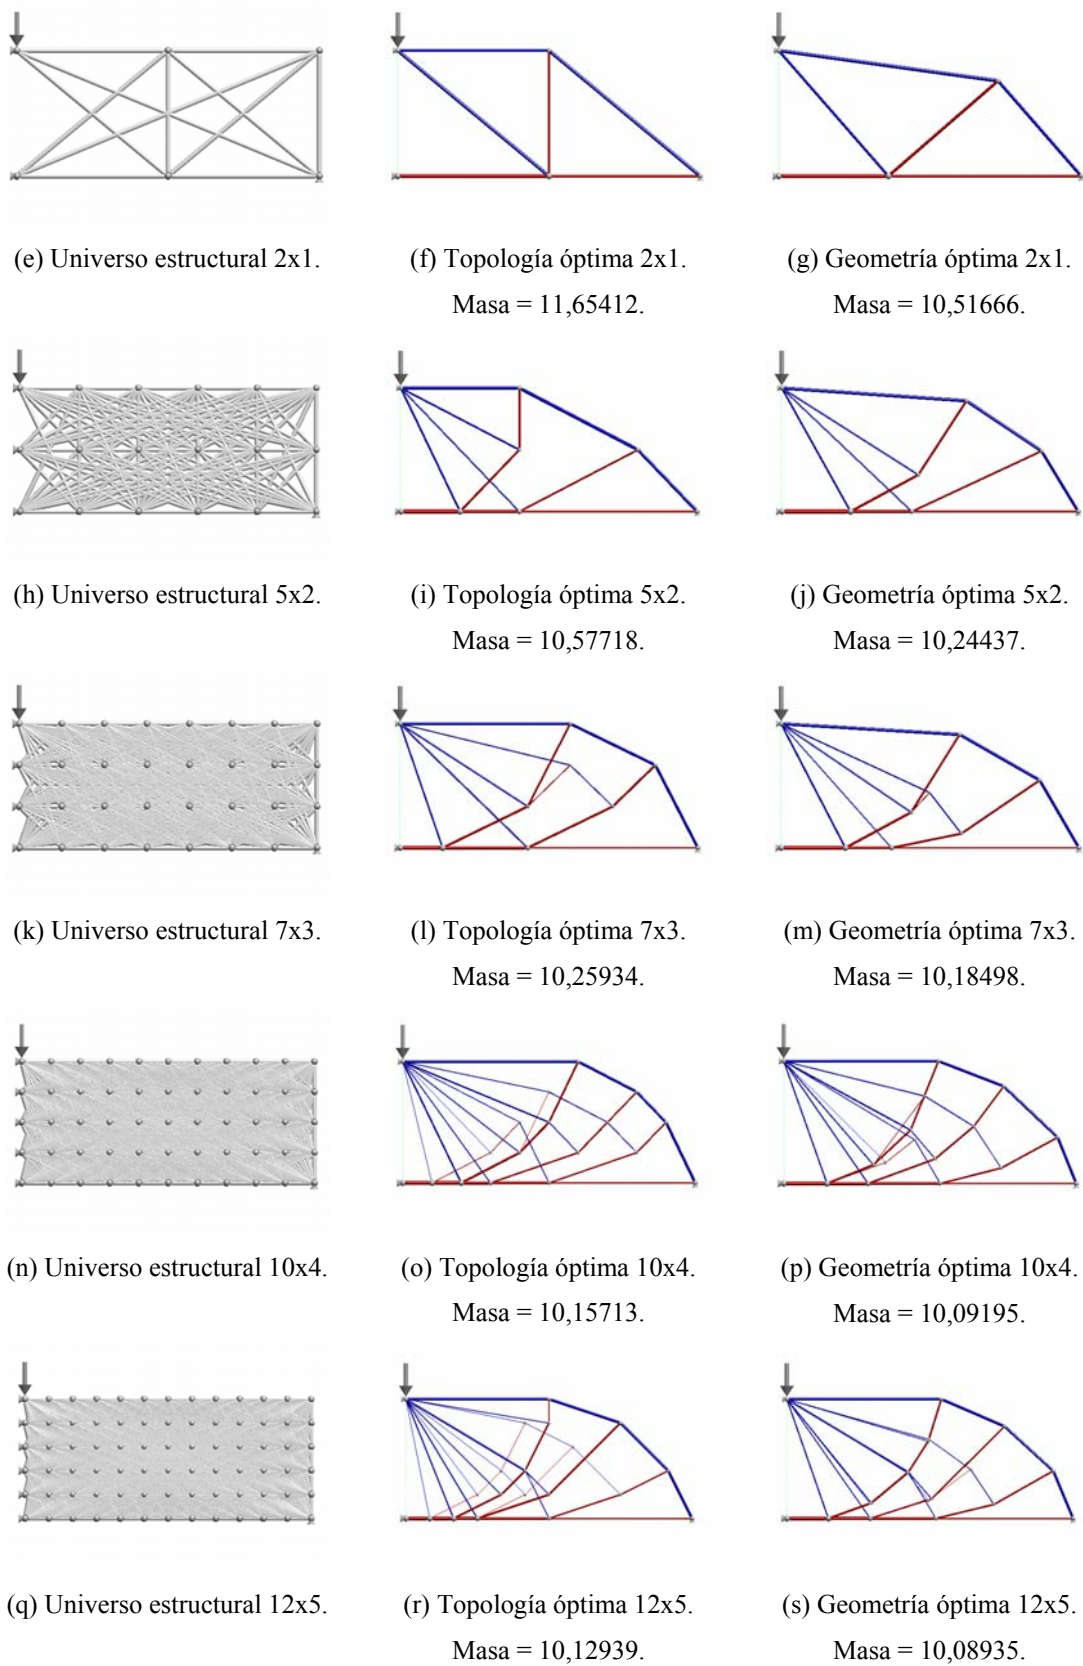 (e) Universo estructural 2x1.
(f) Topología óptima 2x1.
Masa = 11,65412.
(g) Geometría óptima 2x1.
Masa = 10,51666.
(h) Universo estructural 5x2.
(i) Topología óptima 5x2.
Masa = 10,57718.
(j) Geometría óptima 5x2.
Masa = 10,24437.
(k) Universo estructural 7x3.
(l) Topología óptima 7x3.
Masa = 10,25934.
(m) Geometría óptima 7x3.
Masa = 10,18498.
(n) Universo estructural 10x4.
(o) Topología óptima 10x4.
Masa = 10,15713.
(p) Geometría óptima 10x4.
Masa = 10,09195.
(q) Universo estructural 12x5.
(r) Topología óptima 12x5.
Masa = 10,12939.
(s) Geometría óptima 12x5.
Masa = 10,08935.